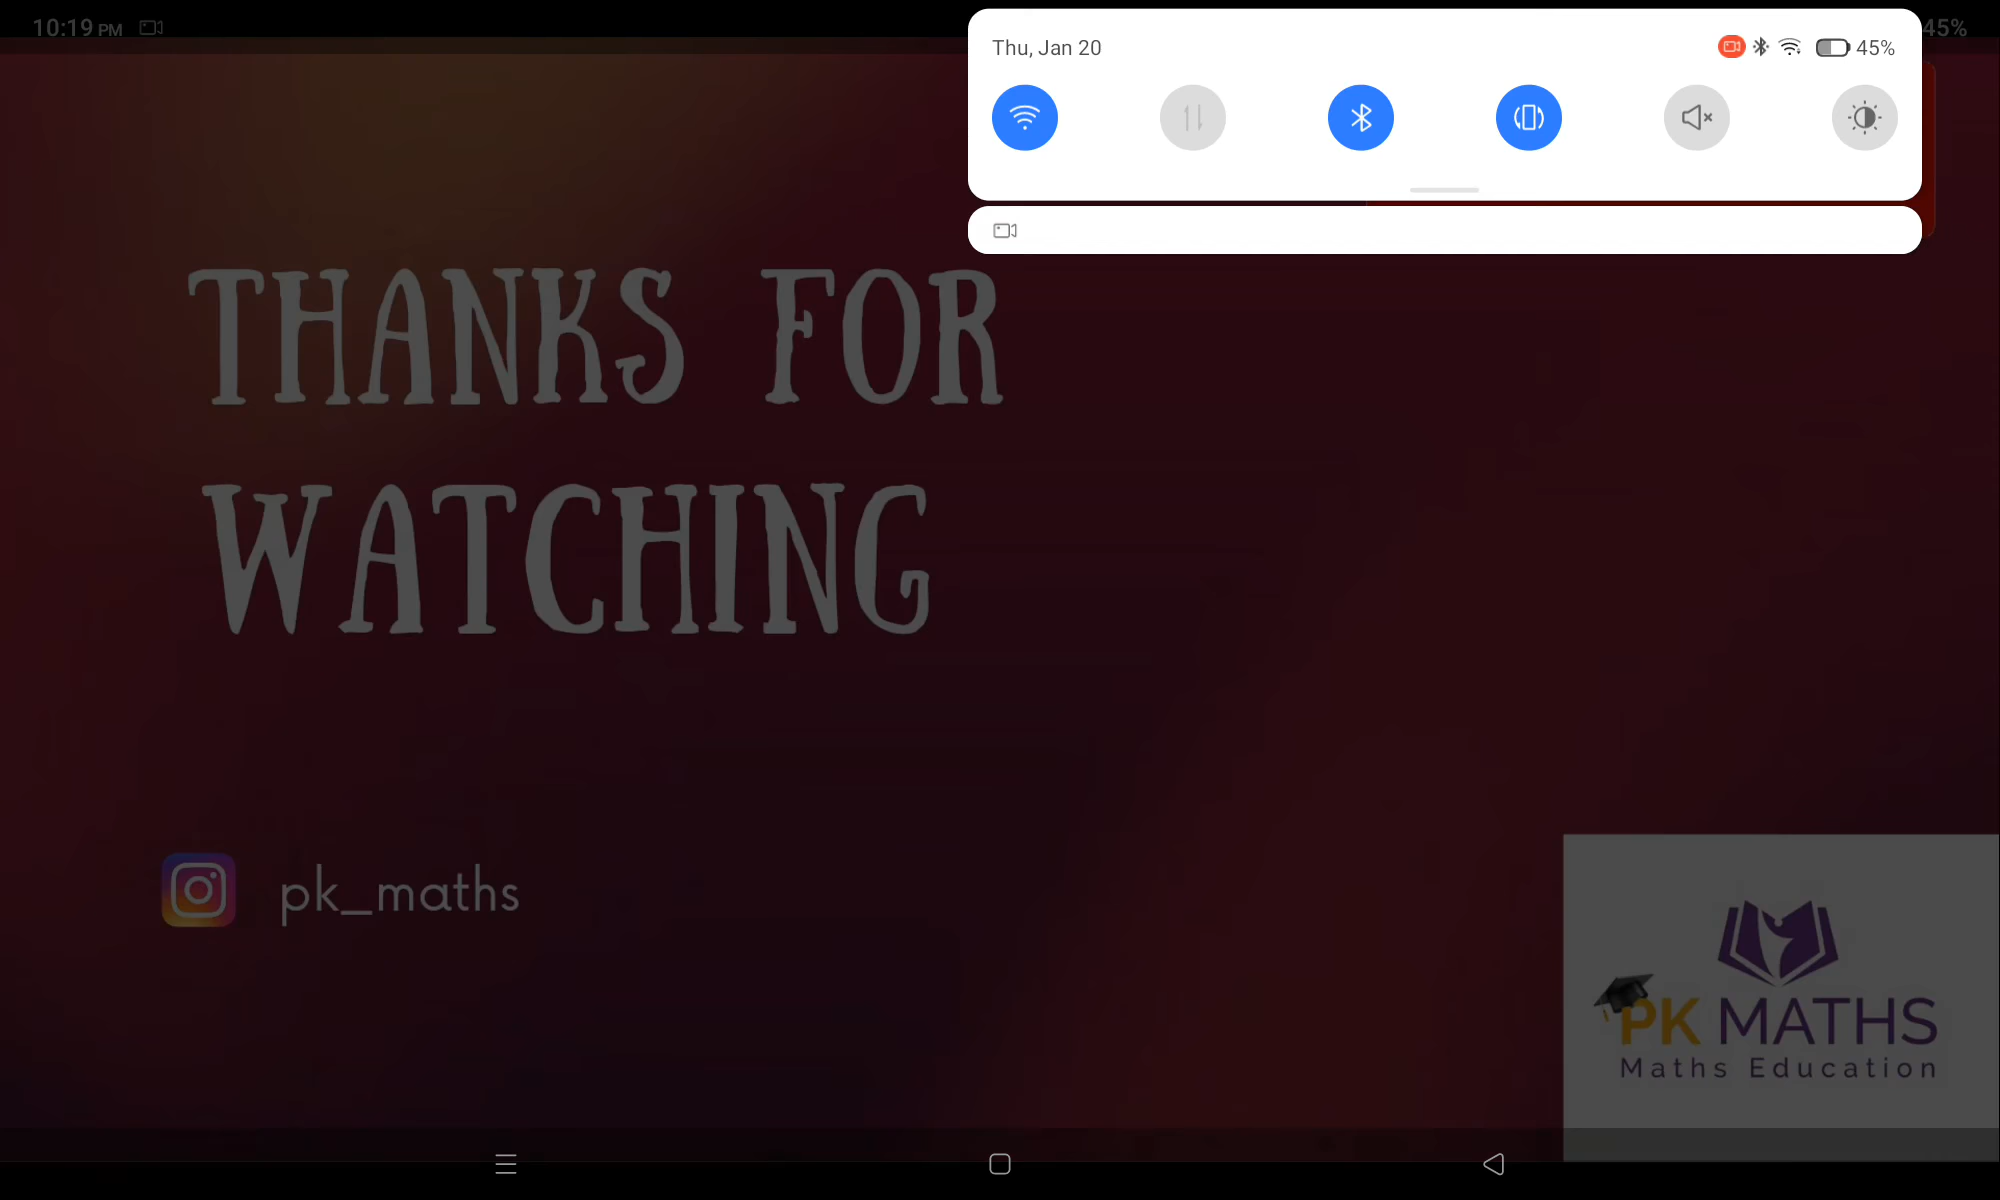 10:19 PM
45%
Thu, Jan 20
45%
THANKS FOR
WATCHING
pk_maths
PK MATHS
Maths Education